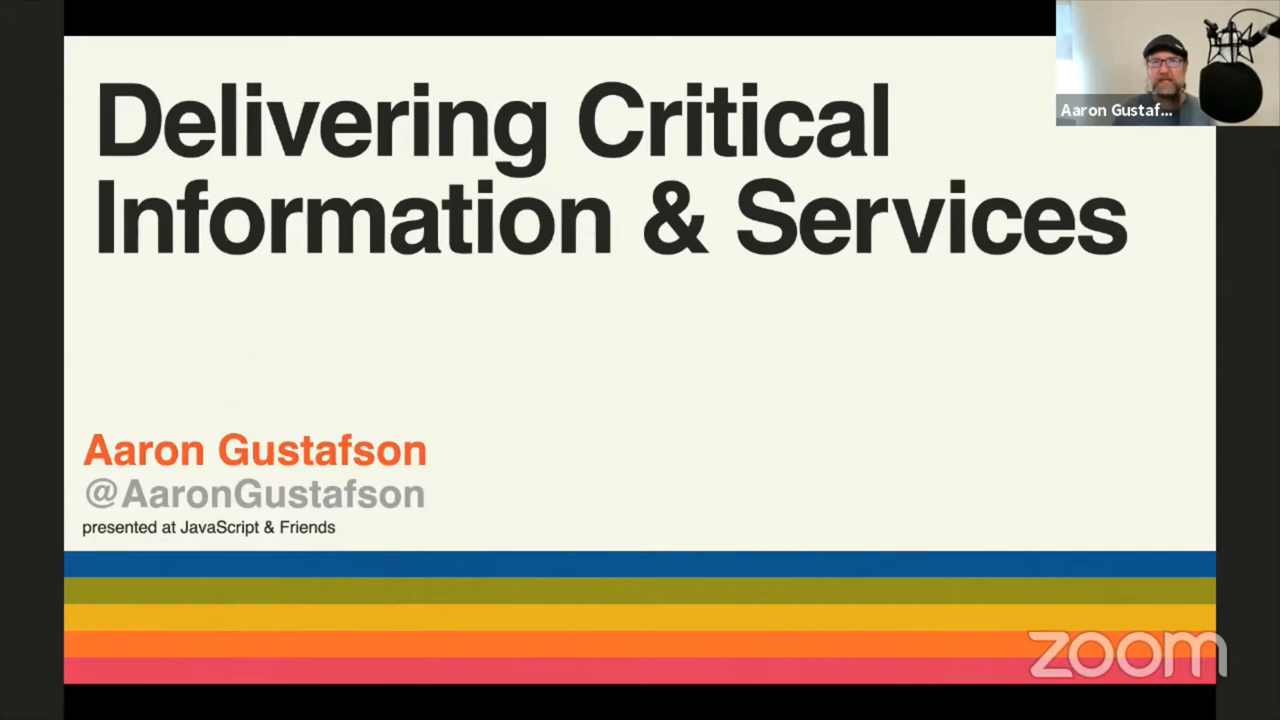 Delivering Critical
Information & Services
Aaron Gustaf...
Aaron Gustafson
@AaronGustafson
presented at JavaScript & Friends
zoom